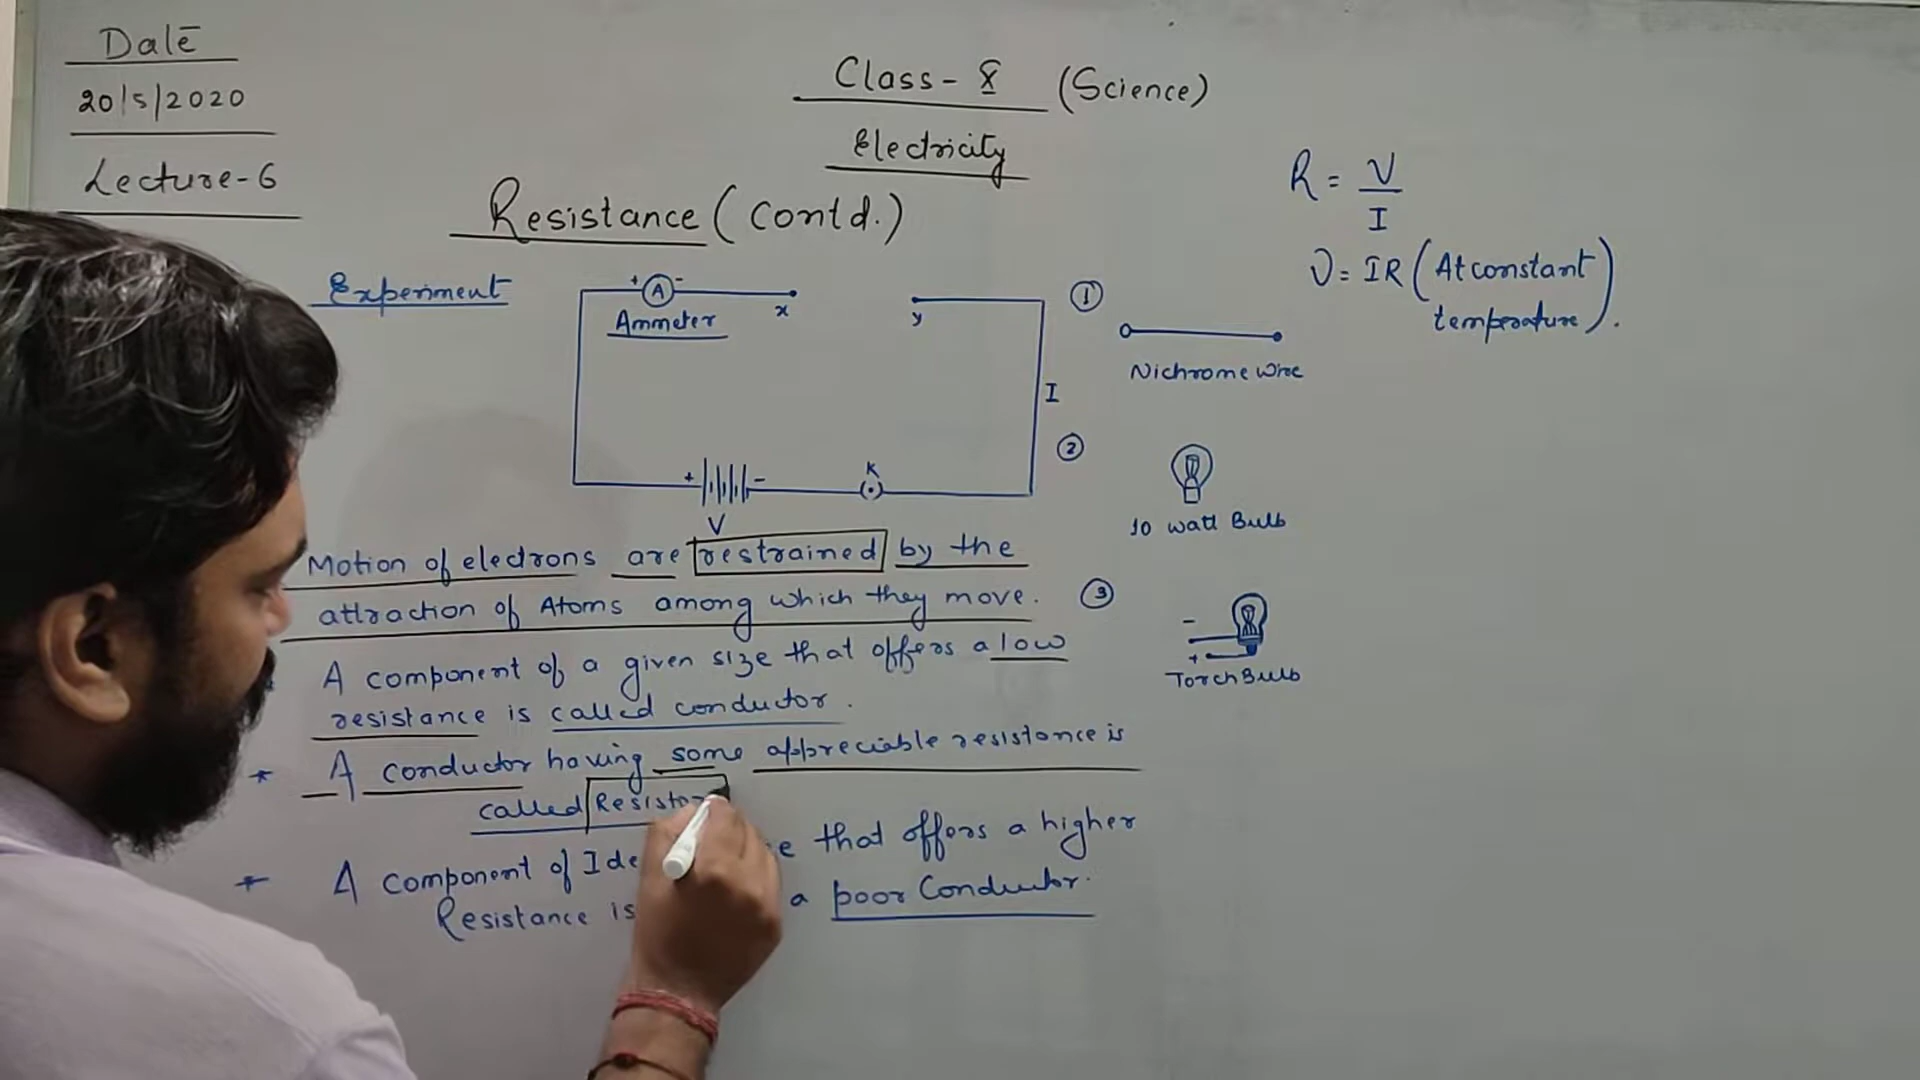 Date
20/5/2020
Lecture-6
Class- X (Science)
Electricity
Resistance (Contd.)
R = V
I
V = IR (At constant
temperature).
Experiment
+ A -
Ammeter
x
y
I
+ -
V
K
1
Nichrome wire
2
10 watt Bulb
3
-
+
Torch Bulb
Motion of electrons are restrained by the
attraction of Atoms among which they move.
A component of a given size that offers a low
resistance is called conductor.
* A conductor having some appreciable resistance is
called
* A component of that offers a higher
Resistance is a poor Conductor.